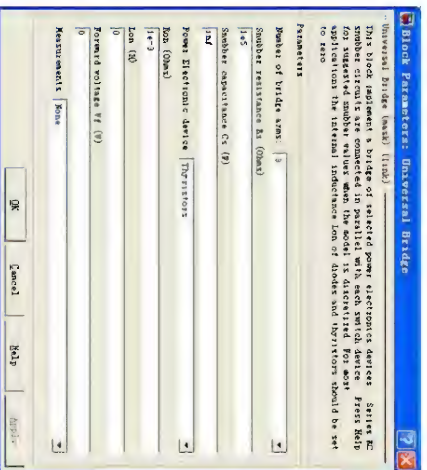 Block Parameters: Universal Bridge
Universal Bridge (mask) (link)
This block implement a bridge of selected power electronics devices. Series RC
snubber circuits are connected in parallel with each switch device. Press Help
for suggested snubber values when the model is discretized. For most
applications the internal inductance Lon of diodes and thyristors should be set
to zero
Parameters
Number of bridge arms: 3
Snubber resistance Rs (Ohms)
1e5
Snubber capacitance Cs (F)
inf
Power Electronic device Thyristors
Ron (Ohms)
1e-3
Lon (H)
0
Forward voltage Vf (V)
0
Measurements None
OK Cancel Help Apply